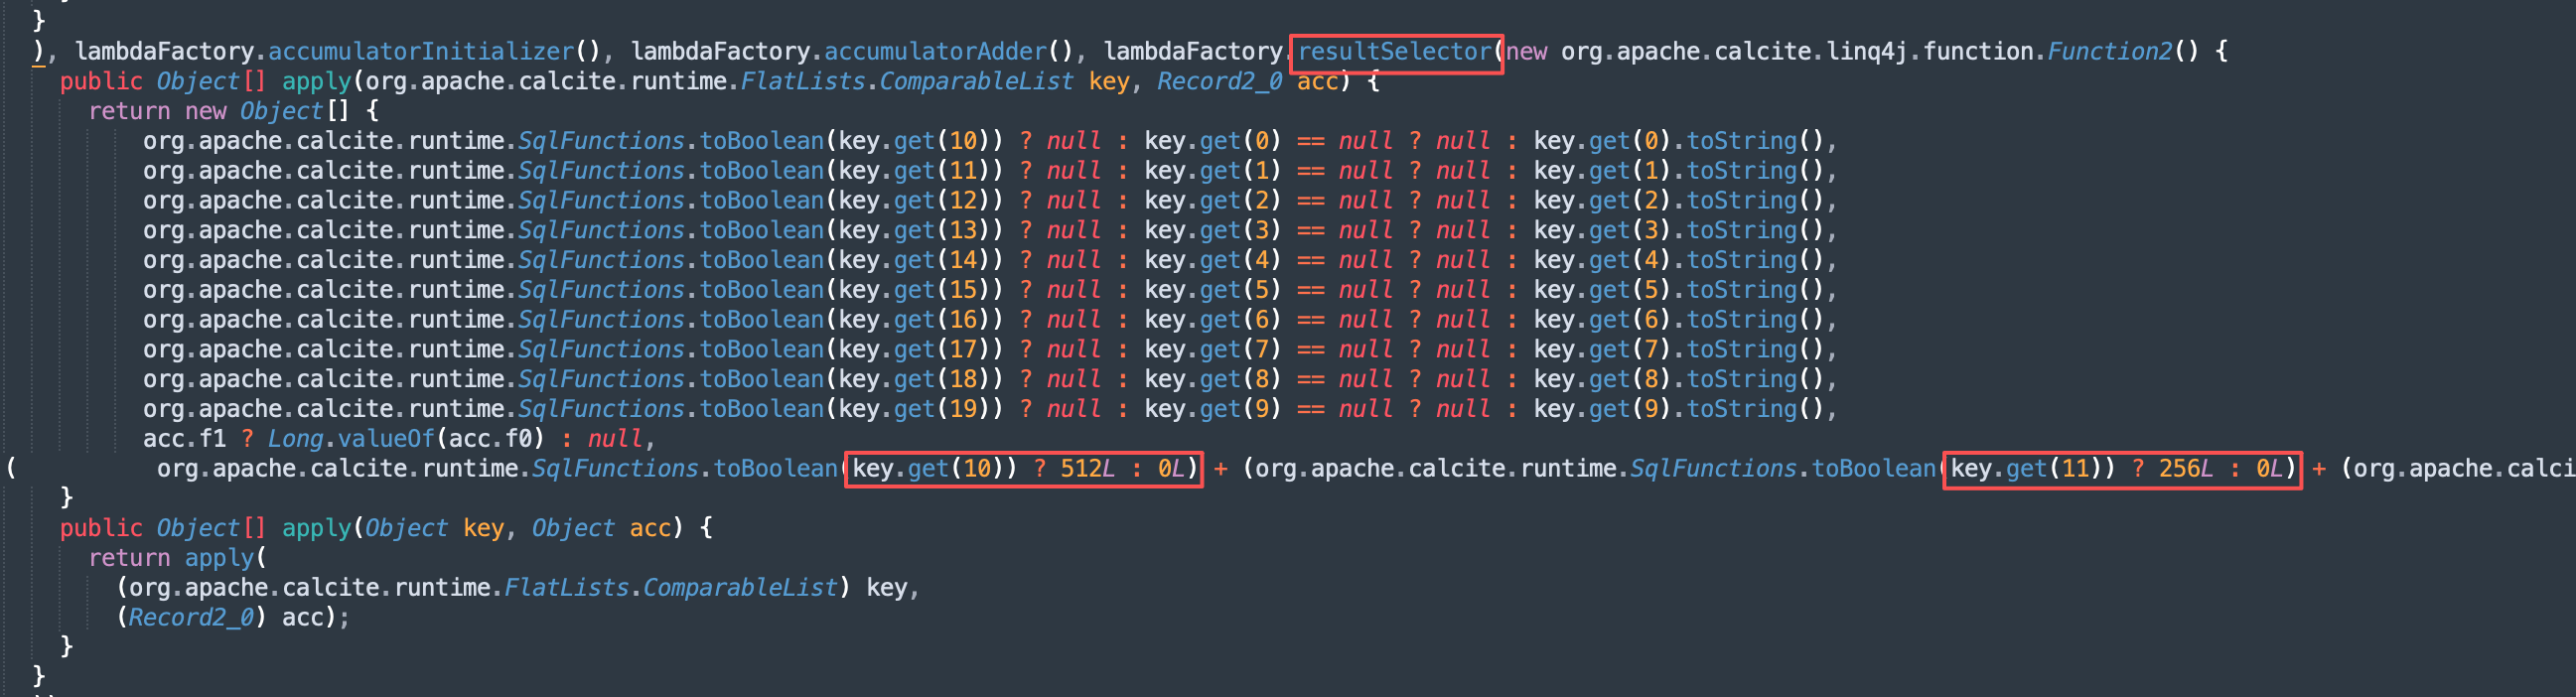 }
), lambdaFactory.accumulatorInitializer(), lambdaFactory.accumulatorAdder(), lambdaFactory.resultSelector(new org.apache.calcite.linq4j.function.Function2() {
public Object[] apply(org.apache.calcite.runtime.FlatLists.ComparableList key, Record2_0 acc) {
return new Object[] {
org.apache.calcite.runtime.SqlFunctions.toBoolean(key.get(10)) ? null : key.get(0) == null ? null : key.get(0).toString(),
org.apache.calcite.runtime.SqlFunctions.toBoolean(key.get(11)) ? null : key.get(1) == null ? null : key.get(1).toString(),
org.apache.calcite.runtime.SqlFunctions.toBoolean(key.get(12)) ? null : key.get(2) == null ? null : key.get(2).toString(),
org.apache.calcite.runtime.SqlFunctions.toBoolean(key.get(13)) ? null : key.get(3) == null ? null : key.get(3).toString(),
org.apache.calcite.runtime.SqlFunctions.toBoolean(key.get(14)) ? null : key.get(4) == null ? null : key.get(4).toString(),
org.apache.calcite.runtime.SqlFunctions.toBoolean(key.get(15)) ? null : key.get(5) == null ? null : key.get(5).toString(),
org.apache.calcite.runtime.SqlFunctions.toBoolean(key.get(16)) ? null : key.get(6) == null ? null : key.get(6).toString(),
org.apache.calcite.runtime.SqlFunctions.toBoolean(key.get(17)) ? null : key.get(7) == null ? null : key.get(7).toString(),
org.apache.calcite.runtime.SqlFunctions.toBoolean(key.get(18)) ? null : key.get(8) == null ? null : key.get(8).toString(),
org.apache.calcite.runtime.SqlFunctions.toBoolean(key.get(19)) ? null : key.get(9) == null ? null : key.get(9).toString(),
acc.f1 ? Long.valueOf(acc.f0) : null,
( org.apache.calcite.runtime.SqlFunctions.toBoolean(key.get(10)) ? 512L : 0L) + (org.apache.calcite.runtime.SqlFunctions.toBoolean(key.get(11)) ? 256L : 0L) + (org.apache.calci
}
public Object[] apply(Object key, Object acc) {
return apply(
(org.apache.calcite.runtime.FlatLists.ComparableList) key,
(Record2_0) acc);
}
}